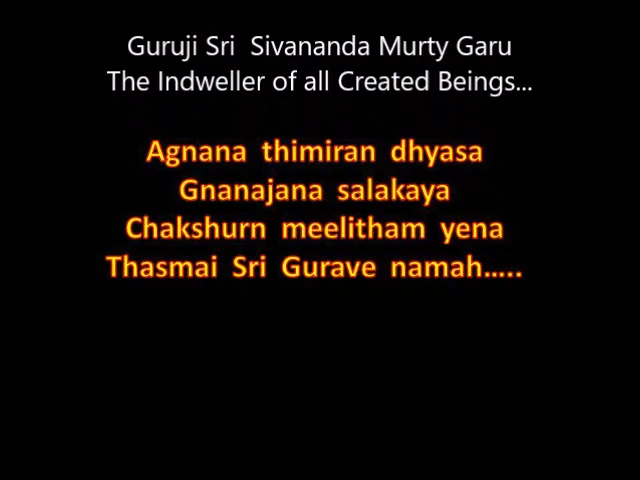 Guruji Sri  Sivananda Murty Garu
The Indweller of all Created Beings...
Agnana  thimiran  dhyasa
Gnanajana  salakaya
Chakshurn  meelitham  yena
Thasmai  Sri  Gurave  namah.....